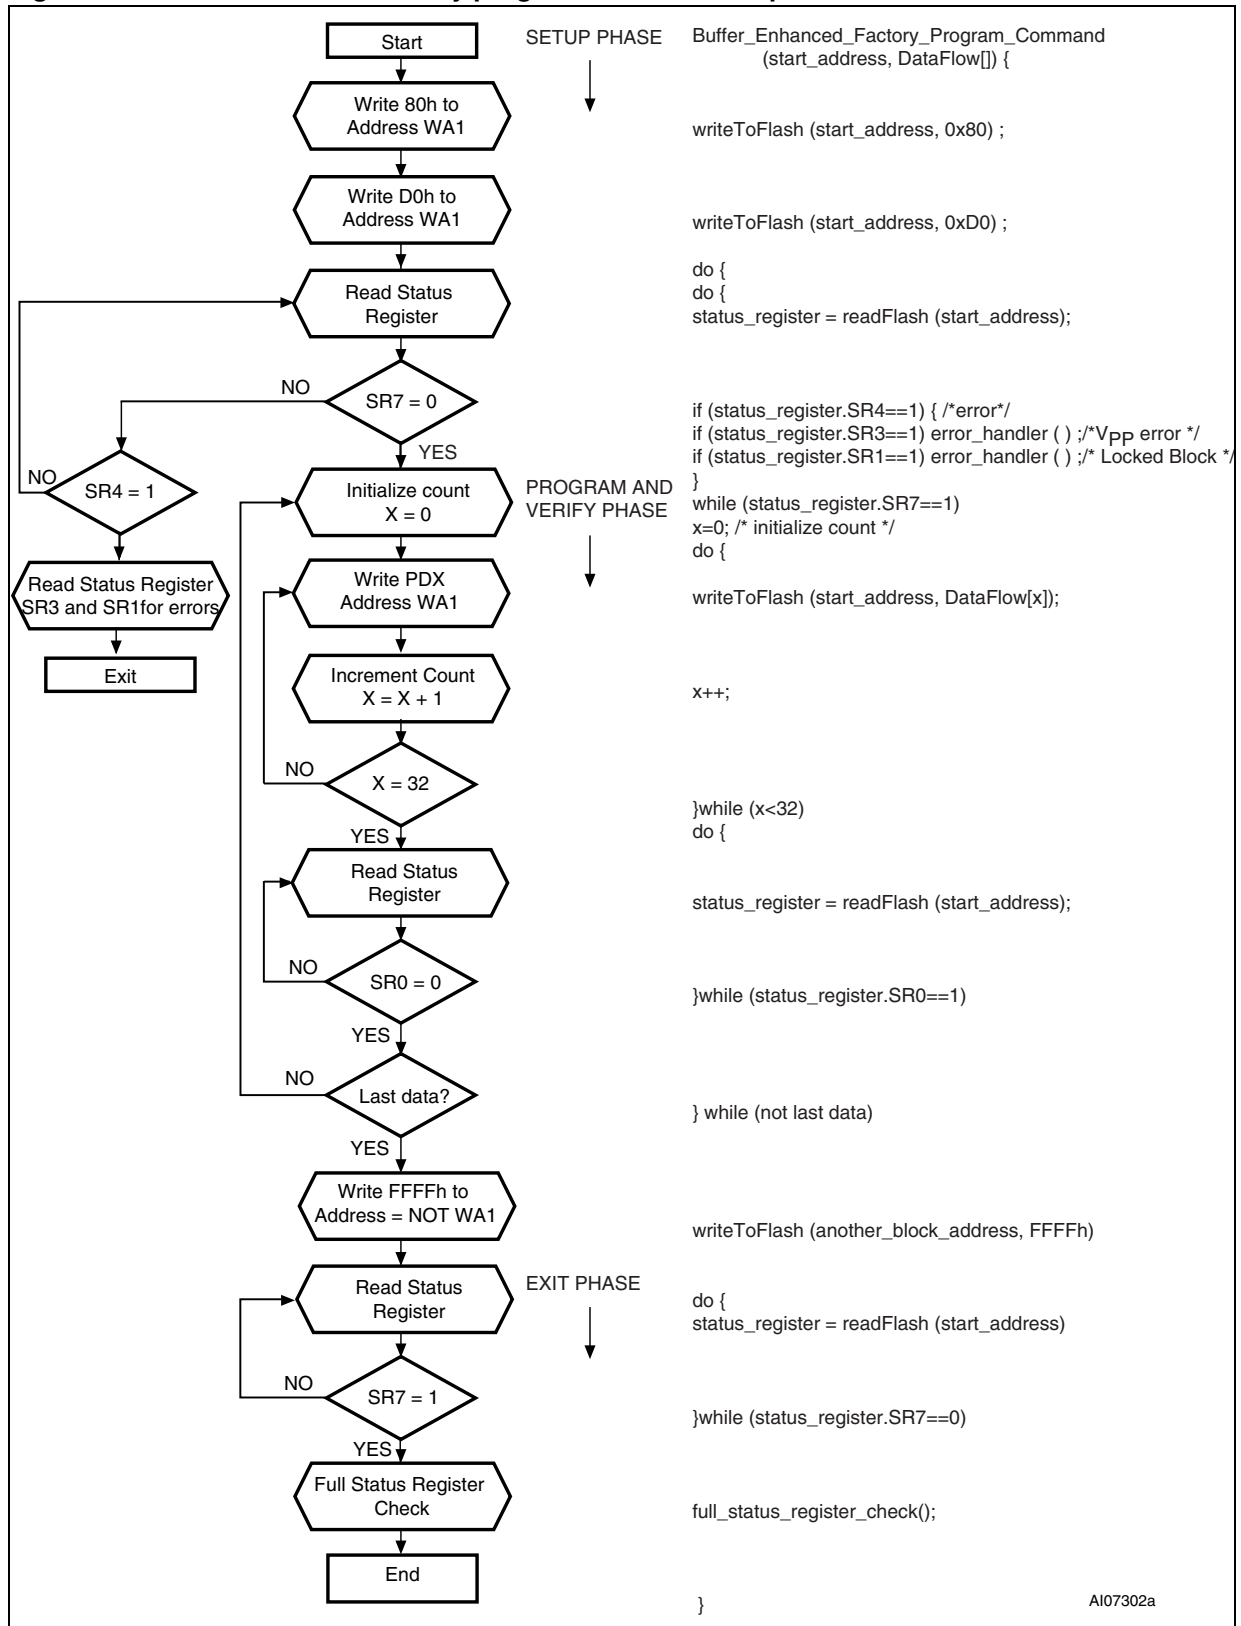 Start
SETUP PHASE
Buffer_Enhanced_Factory_Program_Command
(start_address, DataFlow[]) {
Write 80h to
Address WA1
writeToFlash (start_address, 0x80) ;
Write D0h to
Address WA1
writeToFlash (start_address, 0xD0) ;
do {
do {
Read Status
Register
status_register = readFlash (start_address);
NO
SR7 = 0
YES
if (status_register.SR4==1) { /*error*/
if (status_register.SR3==1) error_handler ( ) ;/*VPP error */
if (status_register.SR1==1) error_handler ( ) ;/* Locked Block */
}
while (status_register.SR7==1)
x=0; /* initialize count */
do {
NO
SR4 = 1
Initialize count
X = 0
PROGRAM AND
VERIFY PHASE
Read Status Register
SR3 and SR1for errors
Exit
Write PDX
Address WA1
writeToFlash (start_address, DataFlow[x]);
Increment Count
X = X + 1
x++;
NO
X = 32
YES
}while (x<32)
do {
Read Status
Register
status_register = readFlash (start_address);
NO
SR0 = 0
YES
}while (status_register.SR0==1)
NO
Last data?
YES
} while (not last data)
Write FFFFh to
Address = NOT WA1
writeToFlash (another_block_address, FFFFh)
Read Status
Register
EXIT PHASE
do {
status_register = readFlash (start_address)
NO
SR7 = 1
YES
}while (status_register.SR7==0)
Full Status Register
Check
full_status_register_check();
End
}
AI07302a